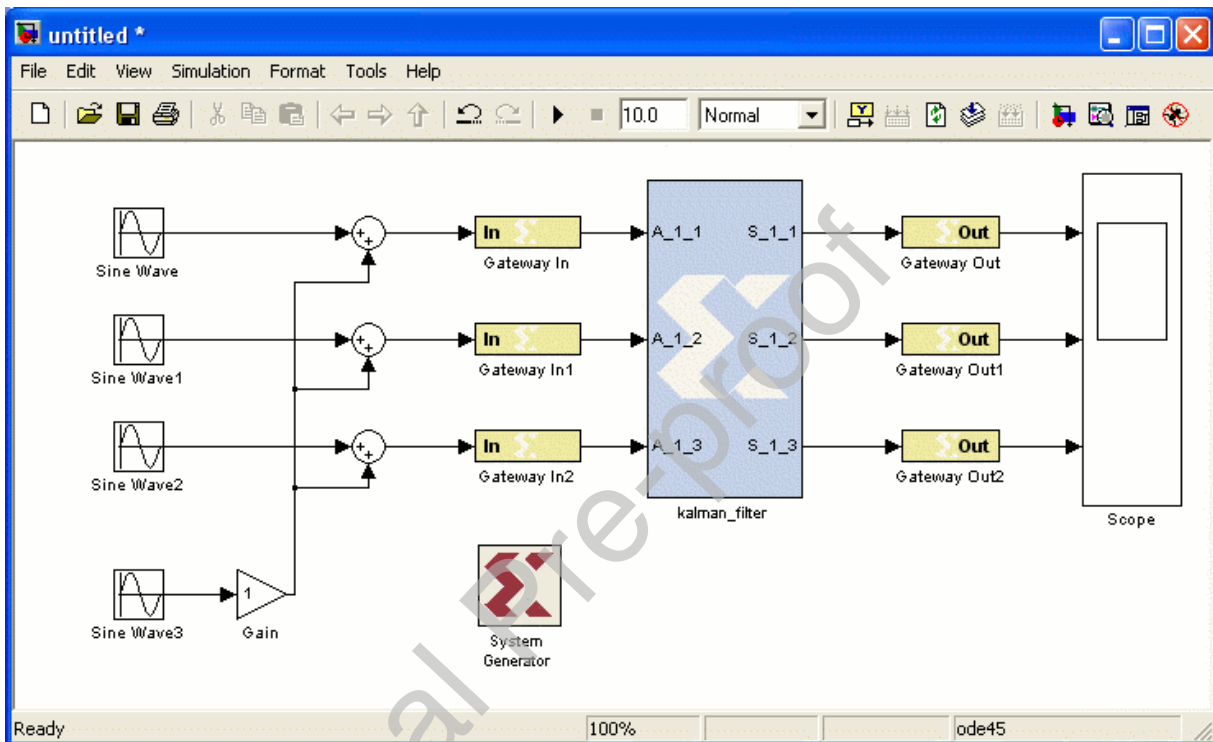 untitled *
File Edit View Simulation Format Tools Help
10.0 Normal
In
Out
A_1_1 S_1_1
Sine Wave
Gateway In
Gateway Out
In
Out
A_1_2 S_1_2
Sine Wave1
Gateway In1
Gateway Out1
In
Out
A_1_3 S_1_3
Sine Wave2
Gateway In2
Gateway Out2
kalman_filter
Scope
1
Sine Wave3
Gain
System
Generator
al Pre-proof
Ready 100% ode45